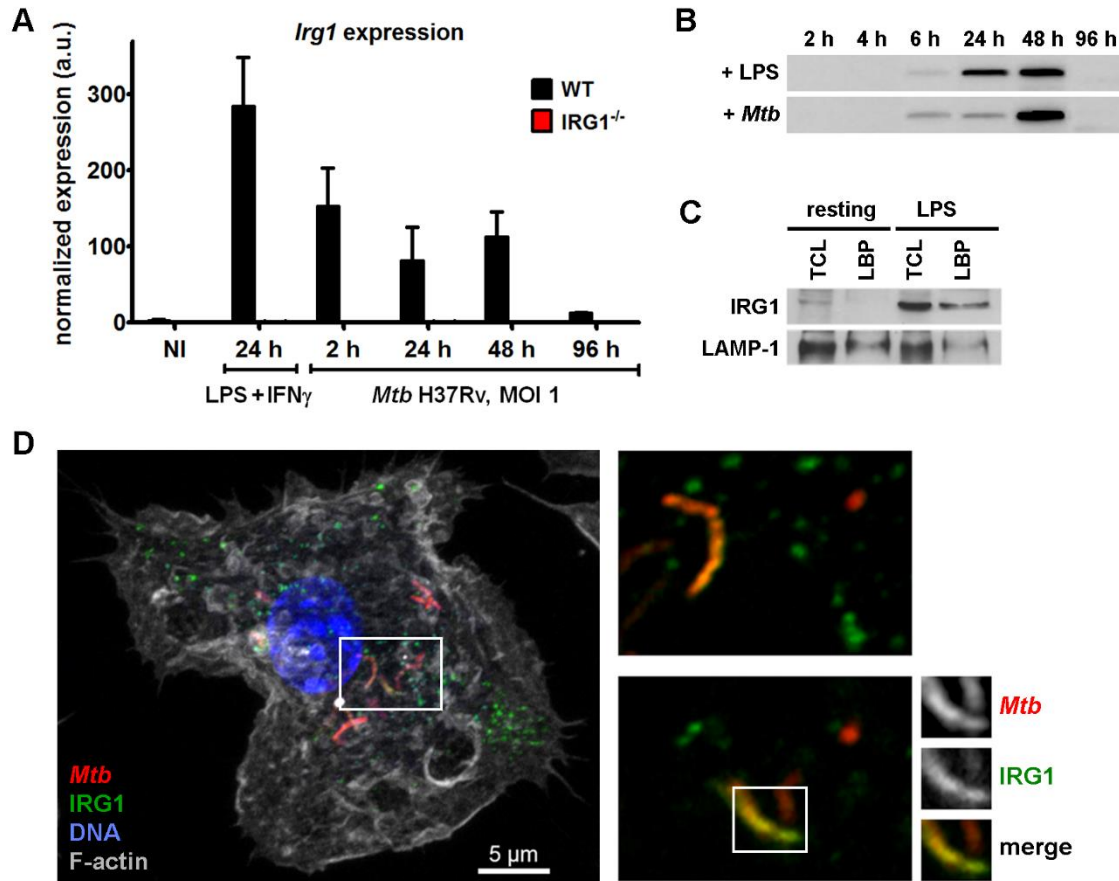 A
Irg1 expression
normalized expression (a.u.)
300
200
100
0
WT
IRG1-/-
NI
24 h
2 h
24 h
48 h
96 h
LPS + IFNγ
Mtb H37Rv, MOI 1
B
2 h 4 h 6 h 24 h 48 h 96 h
+ LPS
+ Mtb
C
resting LPS
TCL LBP TCL LBP
IRG1
LAMP-1
D
Mtb
IRG1
DNA
F-actin
5 µm
Mtb
IRG1
merge